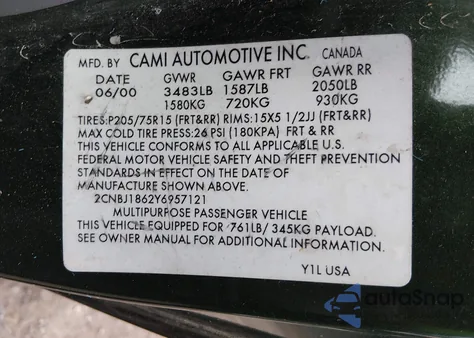 MFD. BY CAMI AUTOMOTIVE INC. CANADA
DATE GVWR GAWR FRT GAWR RR
06/00 3483LB 1587LB 2050LB
1580KG 720KG 930KG
TIRES:P205/75R15 (FRT&RR) RIMS:15X5 1/2JJ (FRT&RR)
MAX COLD TIRE PRESS:26 PSI (180KPA) FRT & RR
THIS VEHICLE CONFORMS TO ALL APPLICABLE U.S.
FEDERAL MOTOR VEHICLE SAFETY AND THEFT PREVENTION
STANDARDS IN EFFECT ON THE DATE OF
MANUFACTURE SHOWN ABOVE.
2CNBJ1862Y6957121
MULTIPURPOSE PASSENGER VEHICLE
THIS VEHICLE EQUIPPED FOR 761LB/ 345KG PAYLOAD.
SEE OWNER MANUAL FOR ADDITIONAL INFORMATION.
Y1L USA
autoSnap